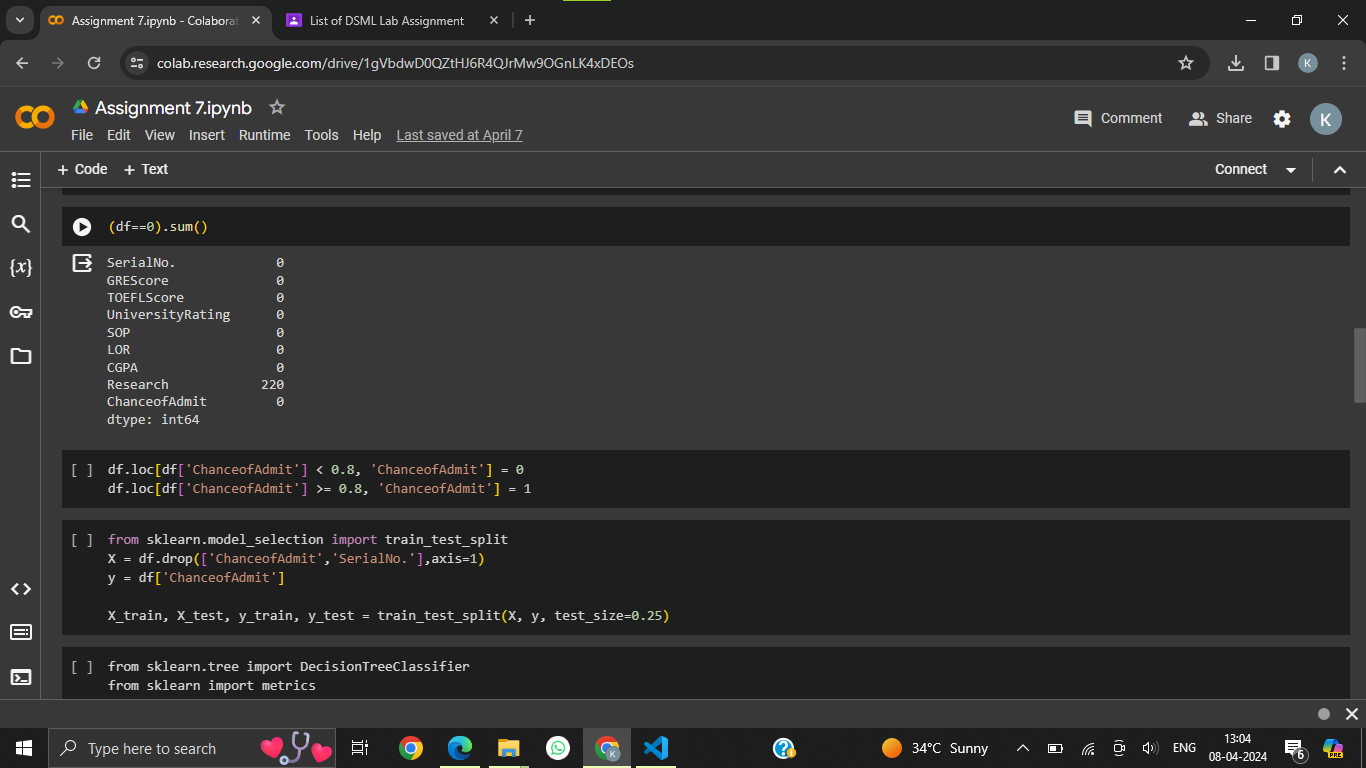 Assignment 7.ipynb - Colaborat
List of DSML Lab Assignment
colab.research.google.com/drive/1gVbdwD0QZtHJ6R4QJrMw9OGnLK4xDEOs
K
Assignment 7.ipynb
File Edit View Insert Runtime Tools Help Last saved at April 7
Comment Share K
+ Code + Text
Connect
(df==0).sum()
SerialNo. 0
GREScore 0
TOEFLScore 0
UniversityRating 0
SOP 0
LOR 0
CGPA 0
Research 220
ChanceofAdmit 0
dtype: int64
{x}
[ ] df.loc[df['ChanceofAdmit'] < 0.8, 'ChanceofAdmit'] = 0
df.loc[df['ChanceofAdmit'] >= 0.8, 'ChanceofAdmit'] = 1
[ ] from sklearn.model_selection import train_test_split
X = df.drop(['ChanceofAdmit','SerialNo.'],axis=1)
y = df['ChanceofAdmit']
X_train, X_test, y_train, y_test = train_test_split(X, y, test_size=0.25)
[ ] from sklearn.tree import DecisionTreeClassifier
from sklearn import metrics
Type here to search
K
34°C Sunny
ENG
13:04
08-04-2024
6
PRE